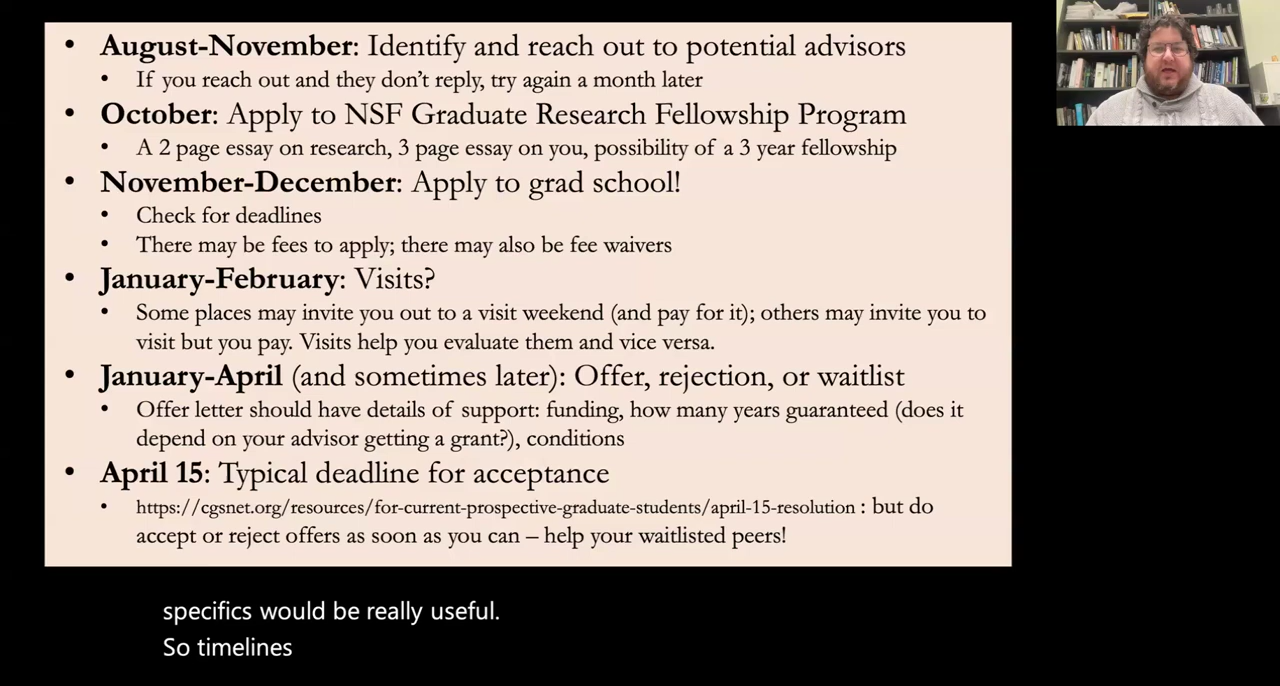 • August-November: Identify and reach out to potential advisors
• If you reach out and they don't reply, try again a month later
• October: Apply to NSF Graduate Research Fellowship Program
• A 2 page essay on research, 3 page essay on you, possibility of a 3 year fellowship
• November-December: Apply to grad school!
• Check for deadlines
• There may be fees to apply; there may also be fee waivers
• January-February: Visits?
• Some places may invite you out to a visit weekend (and pay for it); others may invite you to
visit but you pay. Visits help you evaluate them and vice versa.
• January-April (and sometimes later): Offer, rejection, or waitlist
• Offer letter should have details of support: funding, how many years guaranteed (does it
depend on your advisor getting a grant?), conditions
• April 15: Typical deadline for acceptance
• https://cgsnet.org/resources/for-current-prospective-graduate-students/april-15-resolution : but do
accept or reject offers as soon as you can – help your waitlisted peers!
specifics would be really useful.
So timelines